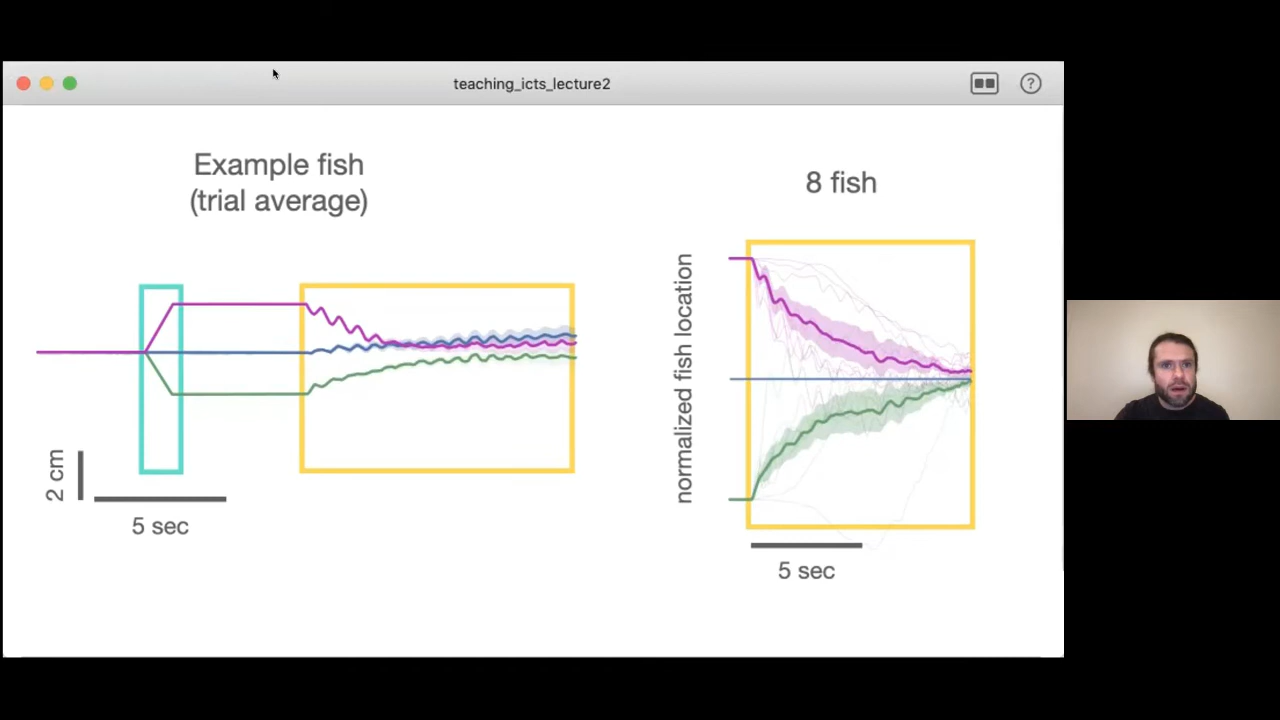 teaching_icts_lecture2
?
Example fish
(trial average)
8 fish
2 cm
5 sec
normalized fish location
5 sec